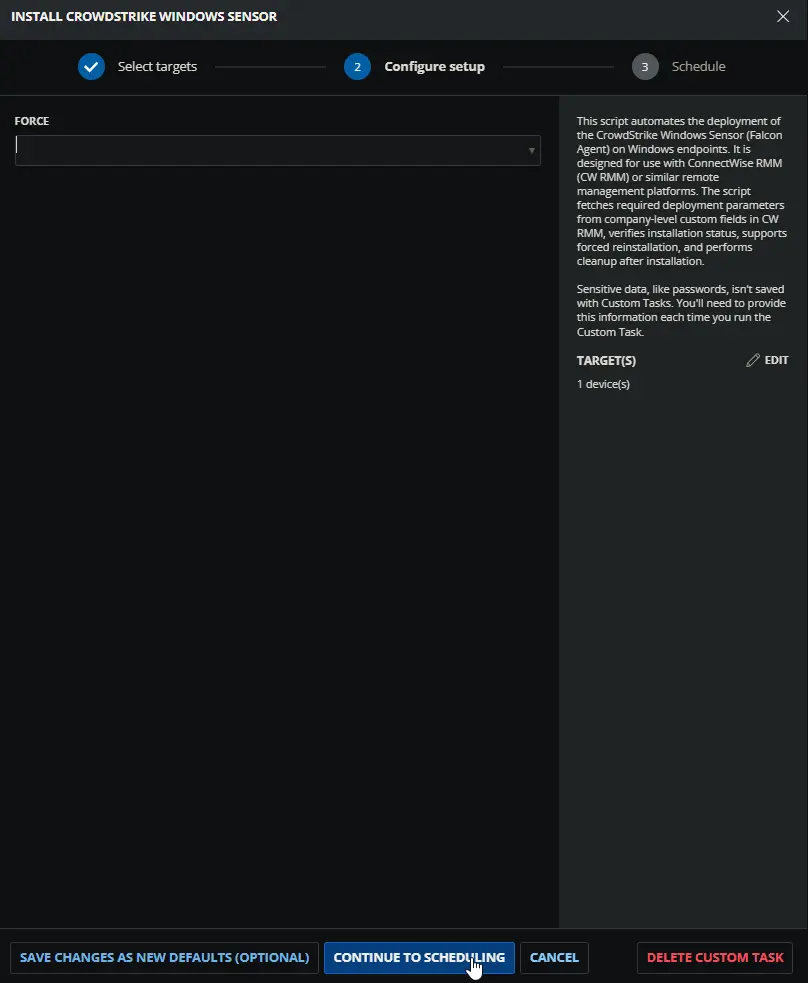 INSTALL CROWDSTRIKE WINDOWS SENSOR
Select targets
2
Configure setup
3
Schedule
FORCE
This script automates the deployment of
the CrowdStrike Windows Sensor (Falcon
Agent) on Windows endpoints. It is
designed for use with ConnectWise RMM
(CW RMM) or similar remote
management platforms. The script
fetches required deployment parameters
from company-level custom fields in CW
RMM, verifies installation status, supports
forced reinstallation, and performs
cleanup after installation.
Sensitive data, like passwords, isn't saved
with Custom Tasks. You'll need to provide
this information each time you run the
Custom Task.
TARGET(S)
EDIT
1 device(s)
SAVE CHANGES AS NEW DEFAULTS (OPTIONAL)
CONTINUE TO SCHEDULING
CANCEL
DELETE CUSTOM TASK